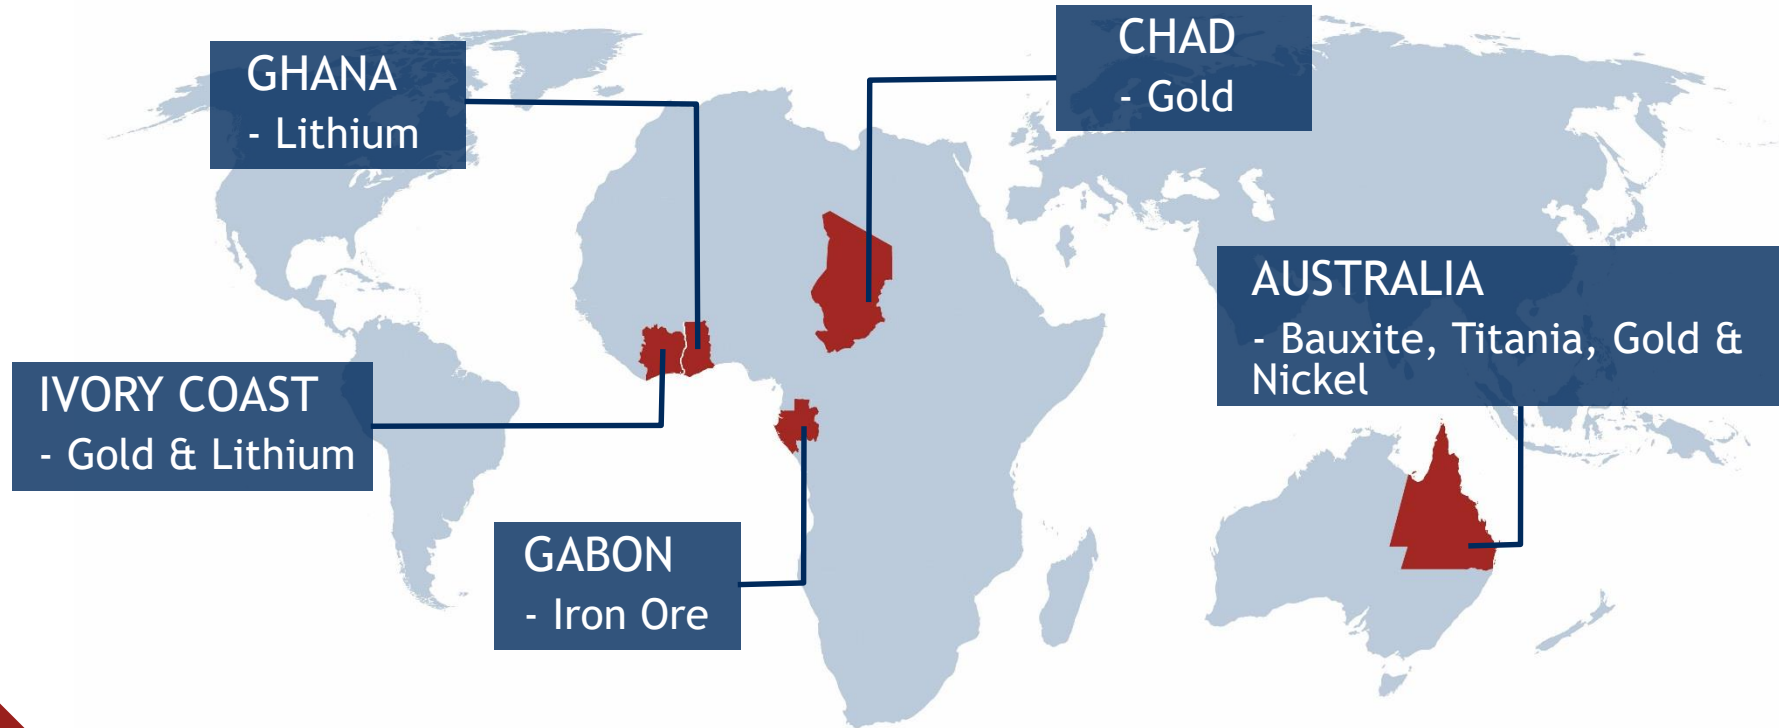 GHANA
- Lithium
CHAD
- Gold
AUSTRALIA
- Bauxite, Titania, Gold &
Nickel
IVORY COAST
- Gold & Lithium
GABON
- Iron Ore